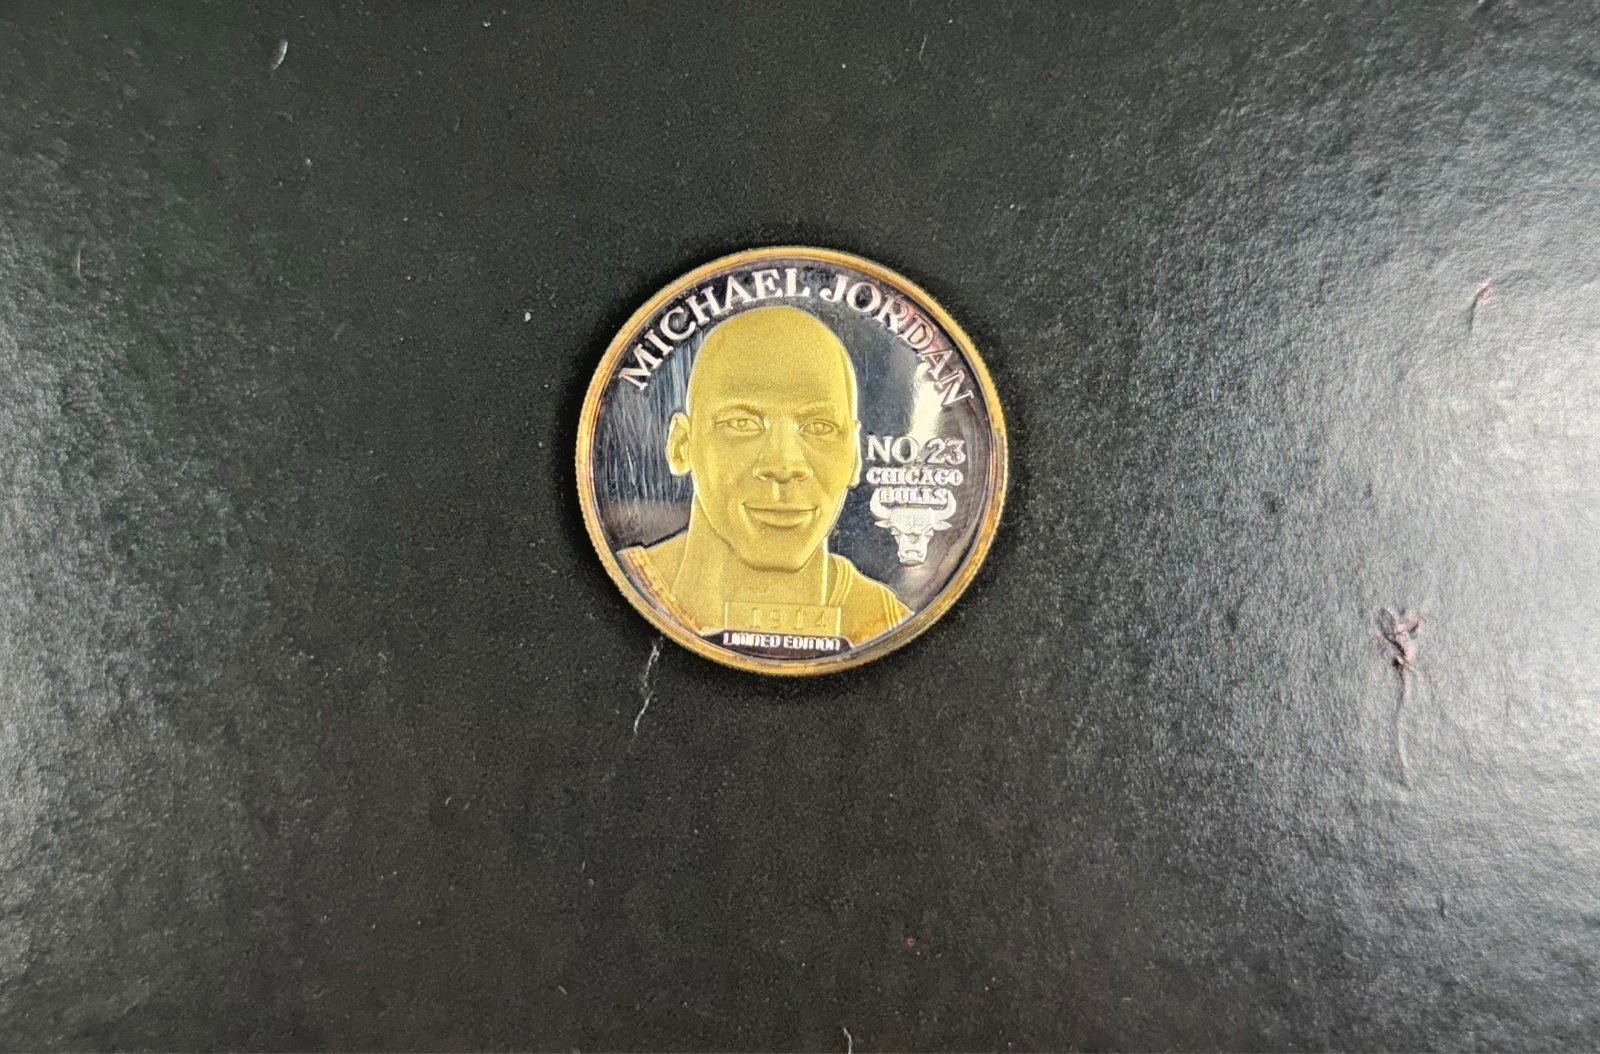 MICHAEL JORDAN
NO. 23
CHICAGO
BULLS
1914
LIMITED EDITION